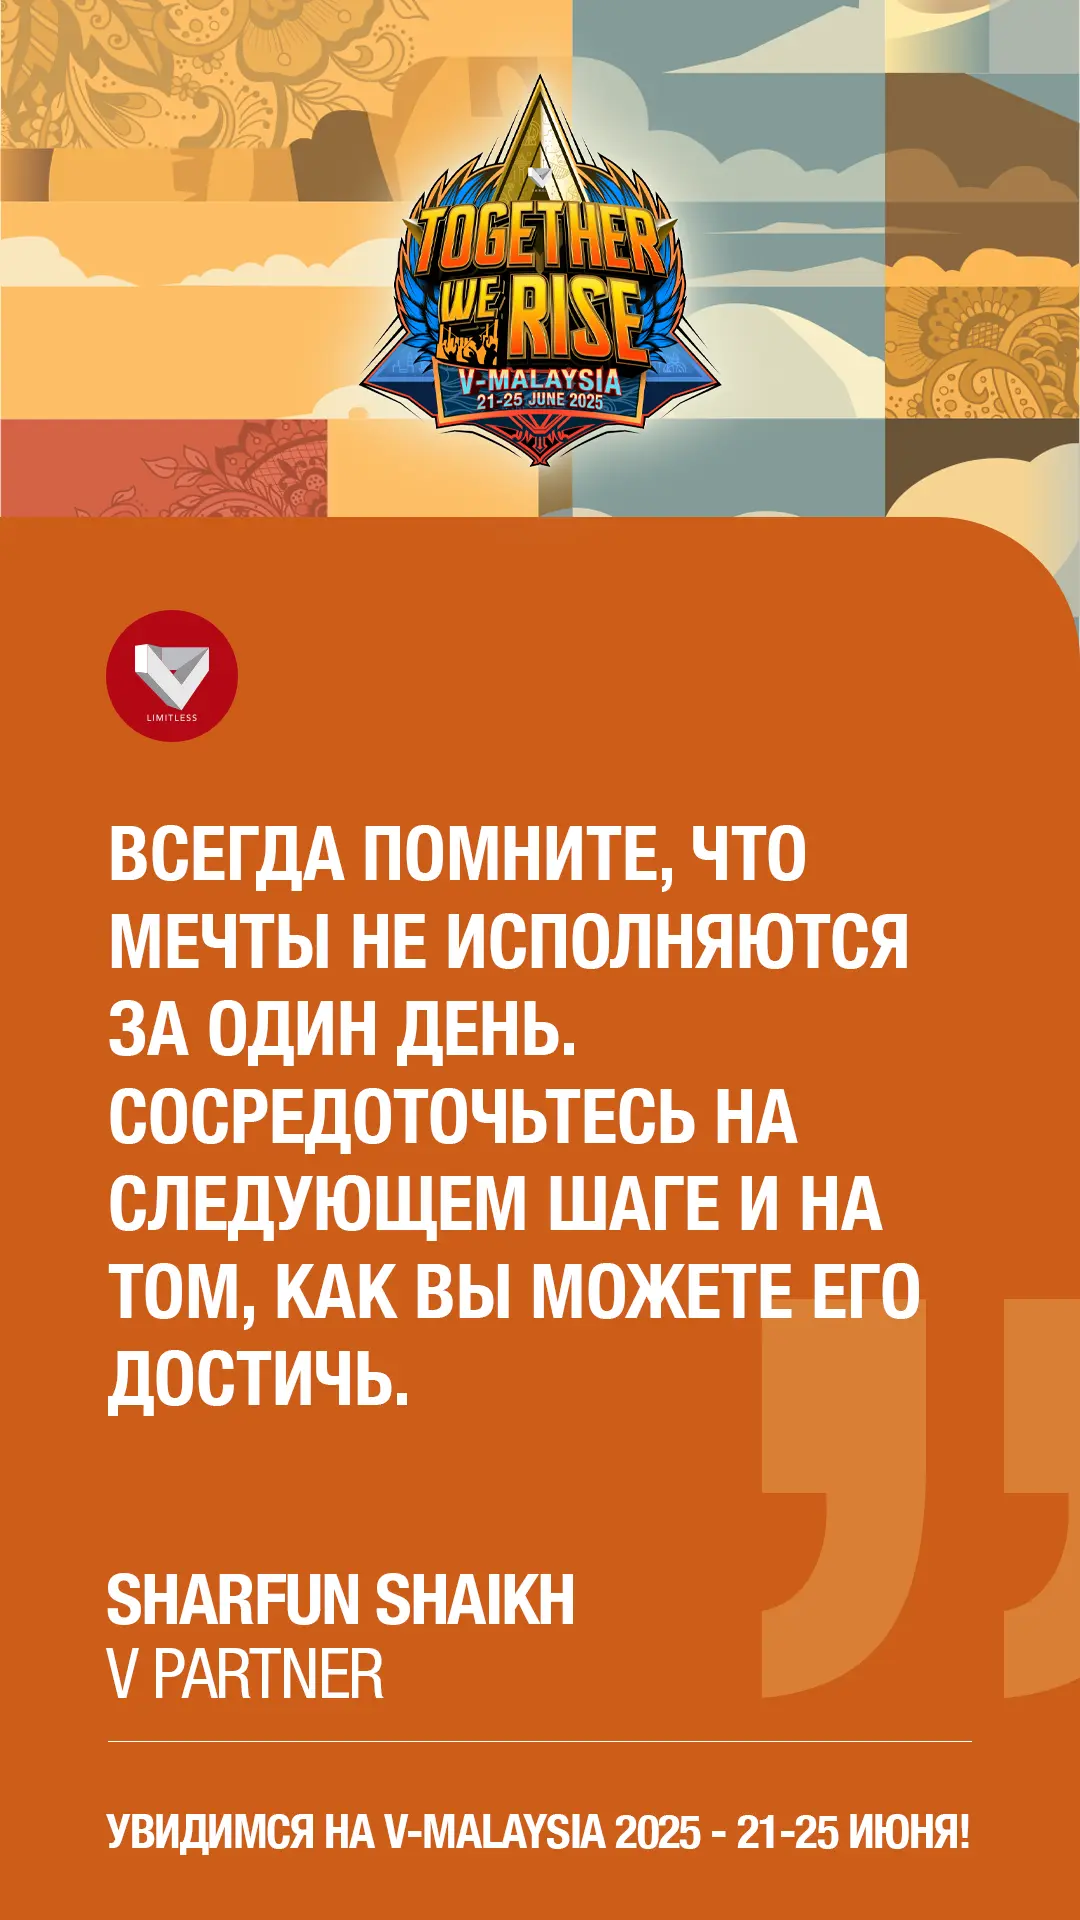 TOGETHER
WE RISE
V-MALAYSIA
21-25 JUNE 2025
LIMITLESS
ВСЕГДА ПОМНИТЕ, ЧТО
МЕЧТЫ НЕ ИСПОЛНЯЮТСЯ
ЗА ОДИН ДЕНЬ.
СОСРЕДОТОЧЬТЕСЬ НА
СЛЕДУЮЩЕМ ШАГЕ И НА
ТОМ, КАК ВЫ МОЖЕТЕ ЕГО
ДОСТИЧЬ.
SHARFUN SHAIKH
V PARTNER
УВИДИМСЯ НА V-MALAYSIA 2025 - 21-25 ИЮНЯ!